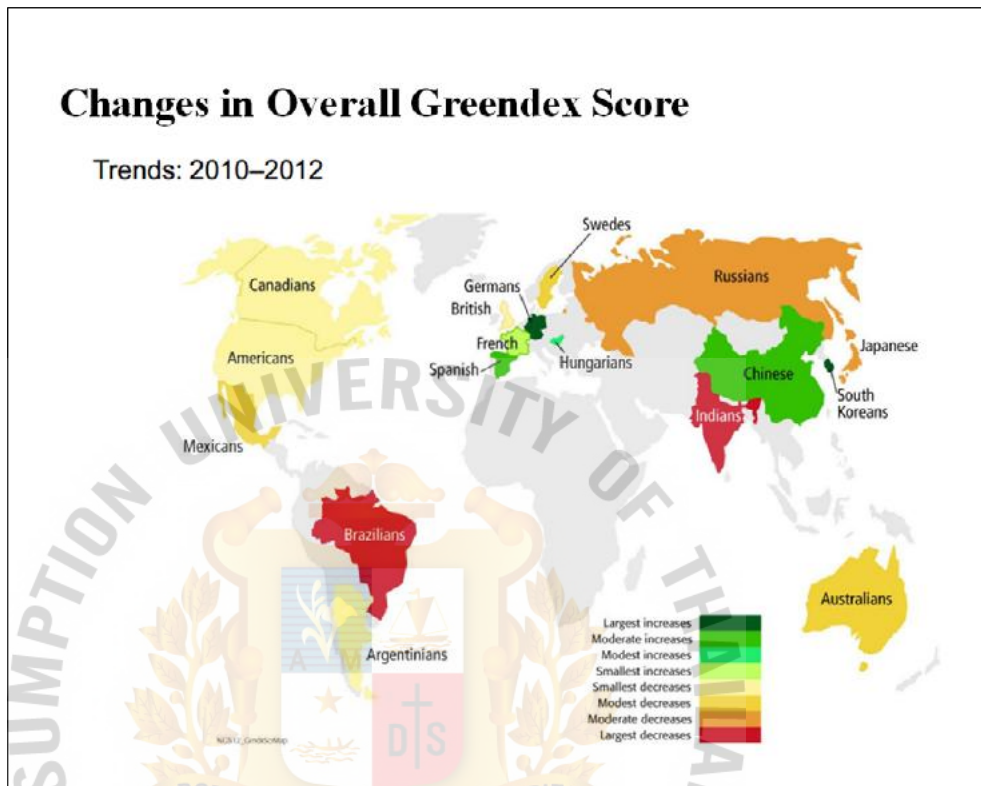 Changes in Overall Greendex Score
Trends: 2010–2012
Swedes
Canadians
Germans
Russians
British
Americans
French
Japanese
Spanish
Hungarians
Chinese
South
Koreans
Indians
Mexicans
Brazilians
Australians
Argentinians
Largest increases
Moderate increases
Modest increases
Smallest increases
Smallest decreases
Modest decreases
Moderate decreases
Largest decreases
UNIVERSITY OF
A M
D S